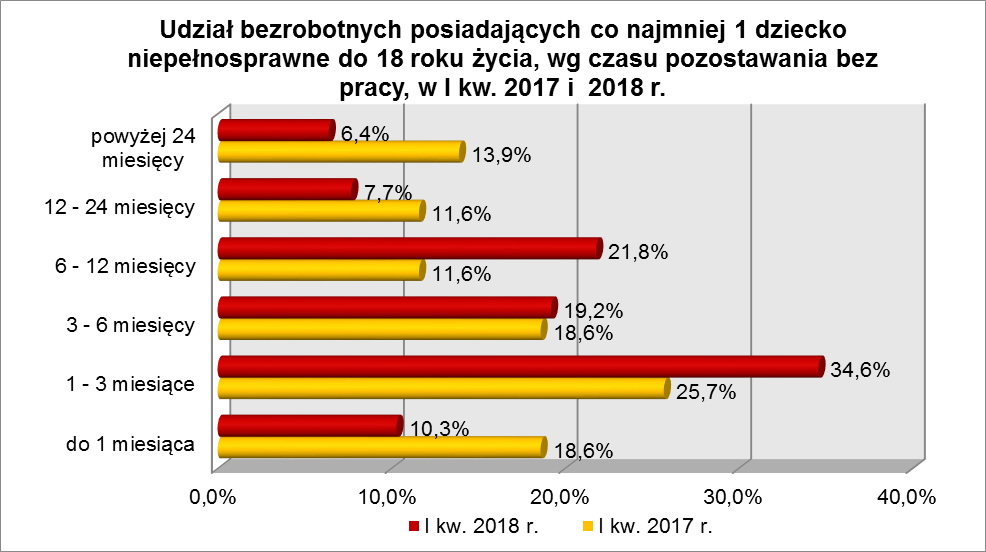 Udział bezrobotnych posiadających co najmniej 1 dziecko
niepełnosprawne do 18 roku życia, wg czasu pozostawania bez
pracy, w I kw. 2017 i  2018 r.
powyżej 24
miesięcy
6,4%
13,9%
12 - 24 miesięcy
7,7%
11,6%
6 - 12 miesięcy
21,8%
11,6%
3 - 6 miesięcy
19,2%
18,6%
1 - 3 miesiące
34,6%
25,7%
do 1 miesiąca
10,3%
18,6%
0,0% 10,0% 20,0% 30,0% 40,0%
I kw. 2018 r. I kw. 2017 r.